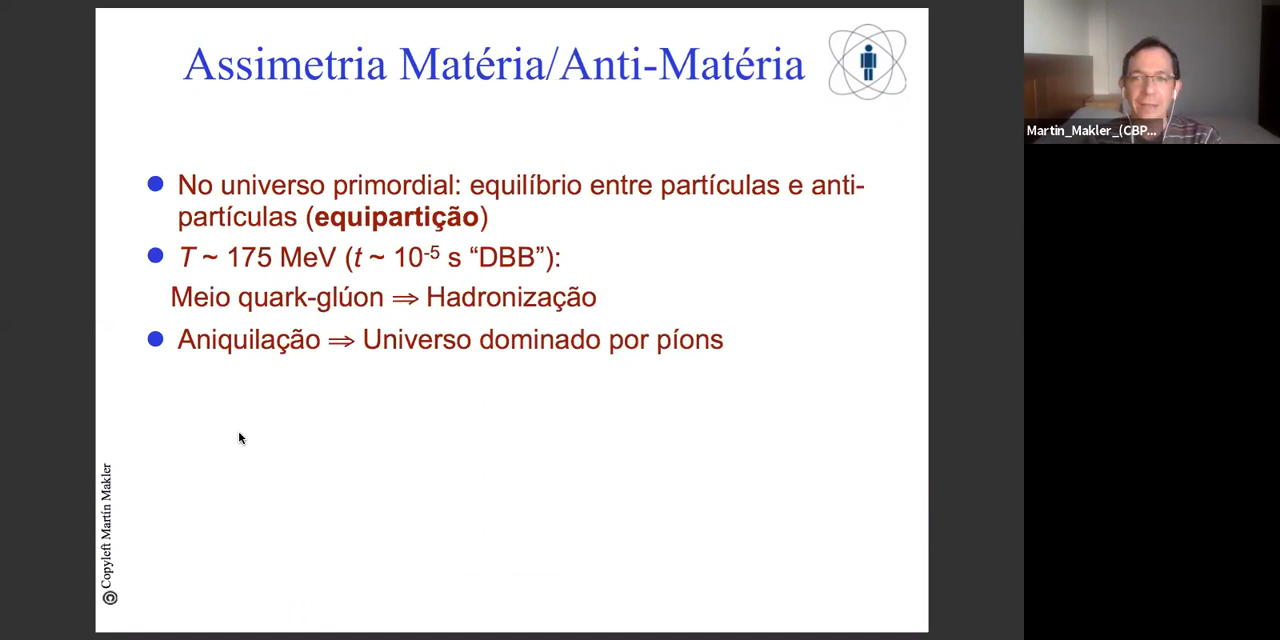 Assimetria Matéria/Anti-Matéria
● No universo primordial: equilíbrio entre partículas e anti-
partículas (equipartição)
● T ~ 175 MeV (t ~ 10⁻⁵ s “DBB”):
Meio quark-glúon ⇒ Hadronização
● Aniquilação ⇒ Universo dominado por píons
© Copyleft Martín Makler
Martin_Makler_(CBP...